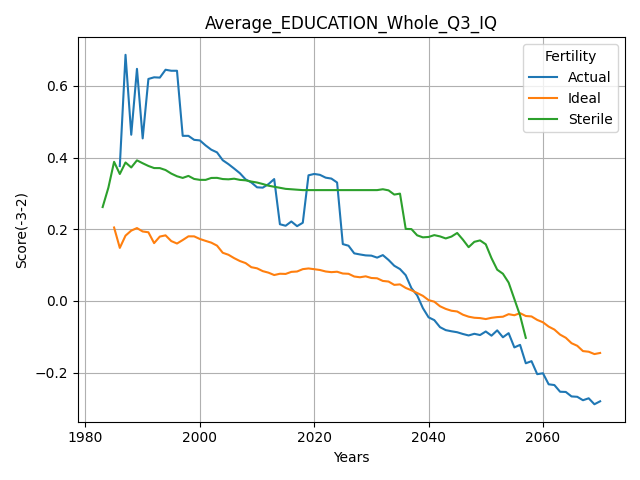 Average_EDUCATION_Whole_Q3_IQ
Fertility
Actual
Ideal
Sterile
Score(-3-2)
0.6
0.4
0.2
0.0
−0.2
1980
2000
2020
2040
2060
Years